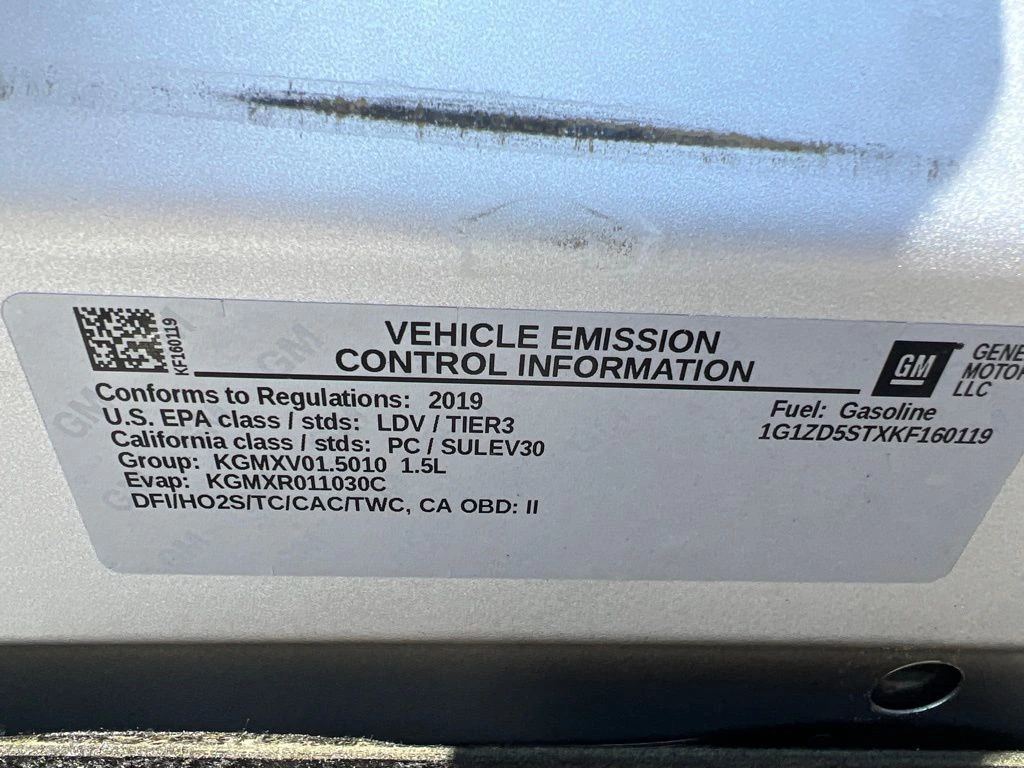 KF160119
VEHICLE EMISSION
CONTROL INFORMATION
GM
GENE
MOTOR
LLC
Conforms to Regulations: 2019
U.S. EPA class / stds: LDV / TIER3
California class / stds: PC / SULEV30
Group: KGMXV01.5010 1.5L
Evap: KGMXR011030C
DFI/HO2S/TC/CAC/TWC, CA OBD: II
Fuel: Gasoline
1G1ZD5STXKF160119